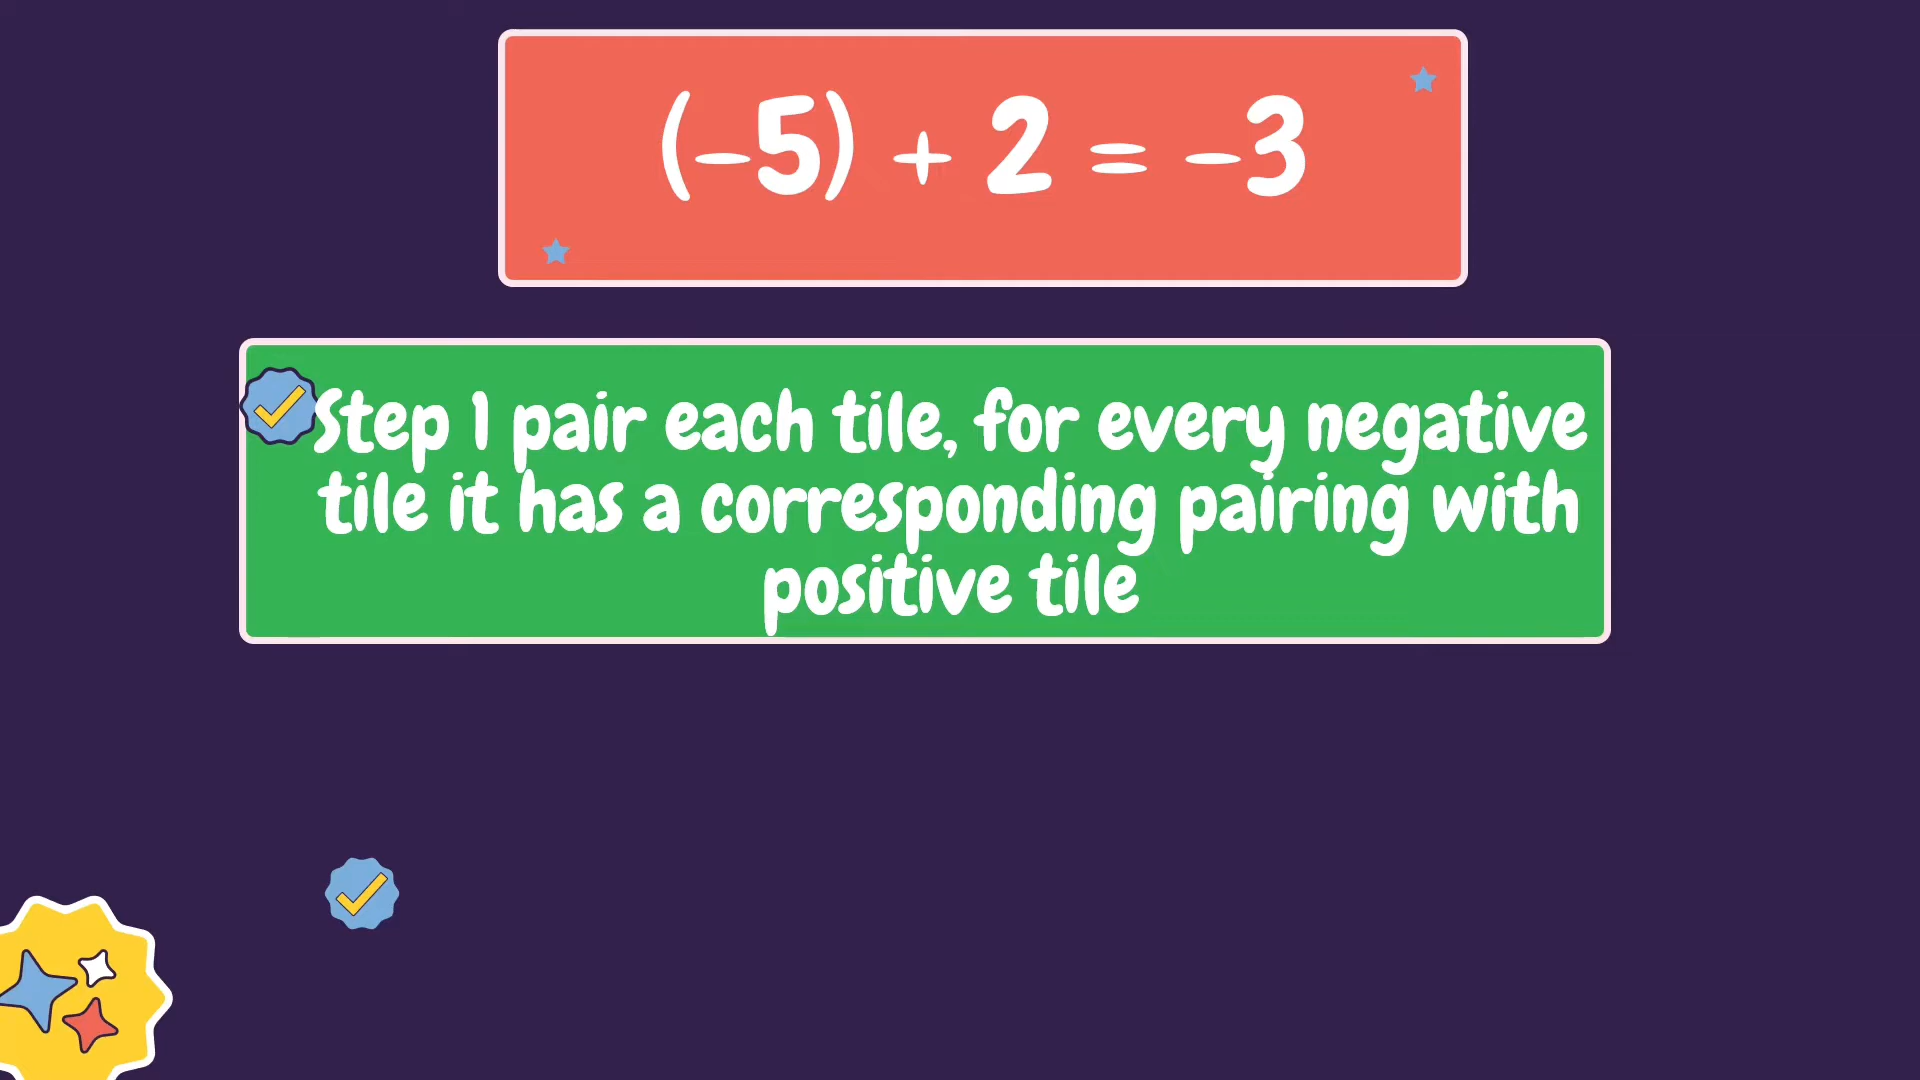 (-5) + 2 = -3
Step 1 pair each tile, for every negative
tile it has a corresponding pairing with
positive tile